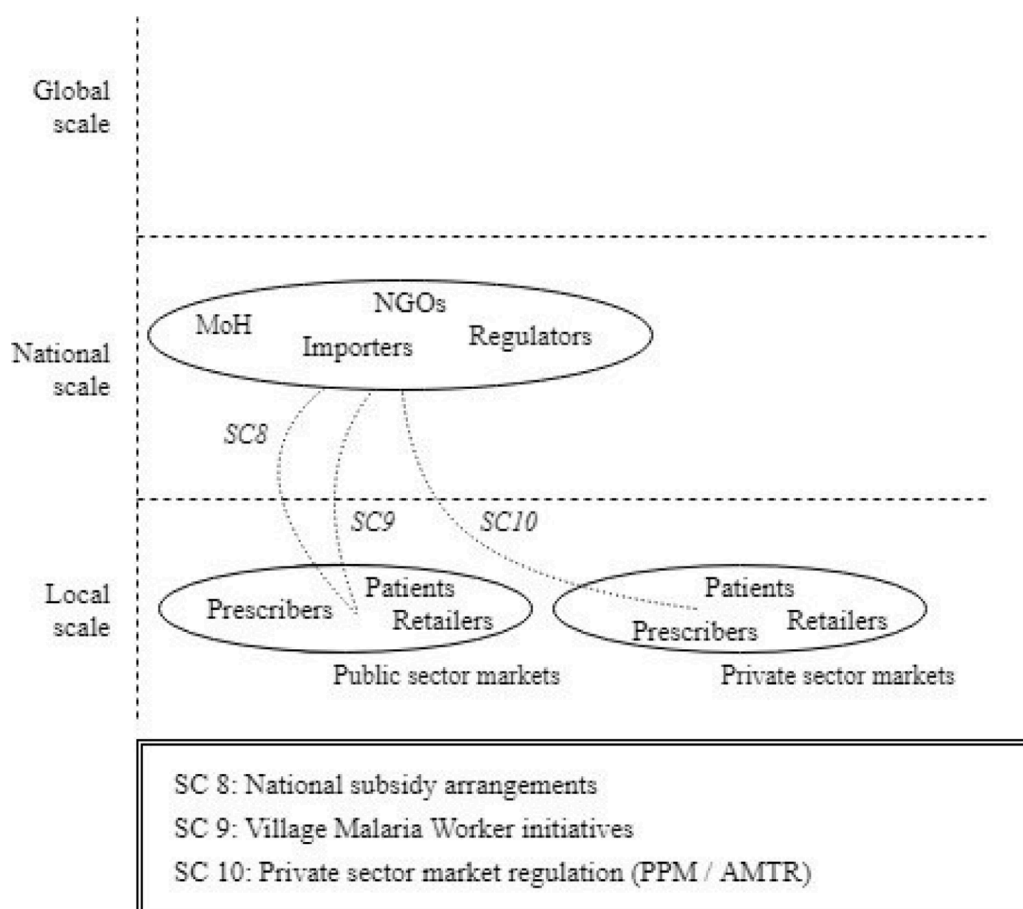 Global
scale
NGOs
MoH
Regulators
Importers
National
scale
SC8
SC9
SC10
Local
scale
Patients
Prescribers
Retailers
Public sector markets
Patients
Retailers
Prescribers
Private sector markets
SC 8: National subsidy arrangements
SC 9: Village Malaria Worker initiatives
SC 10: Private sector market regulation (PPM / AMTR)